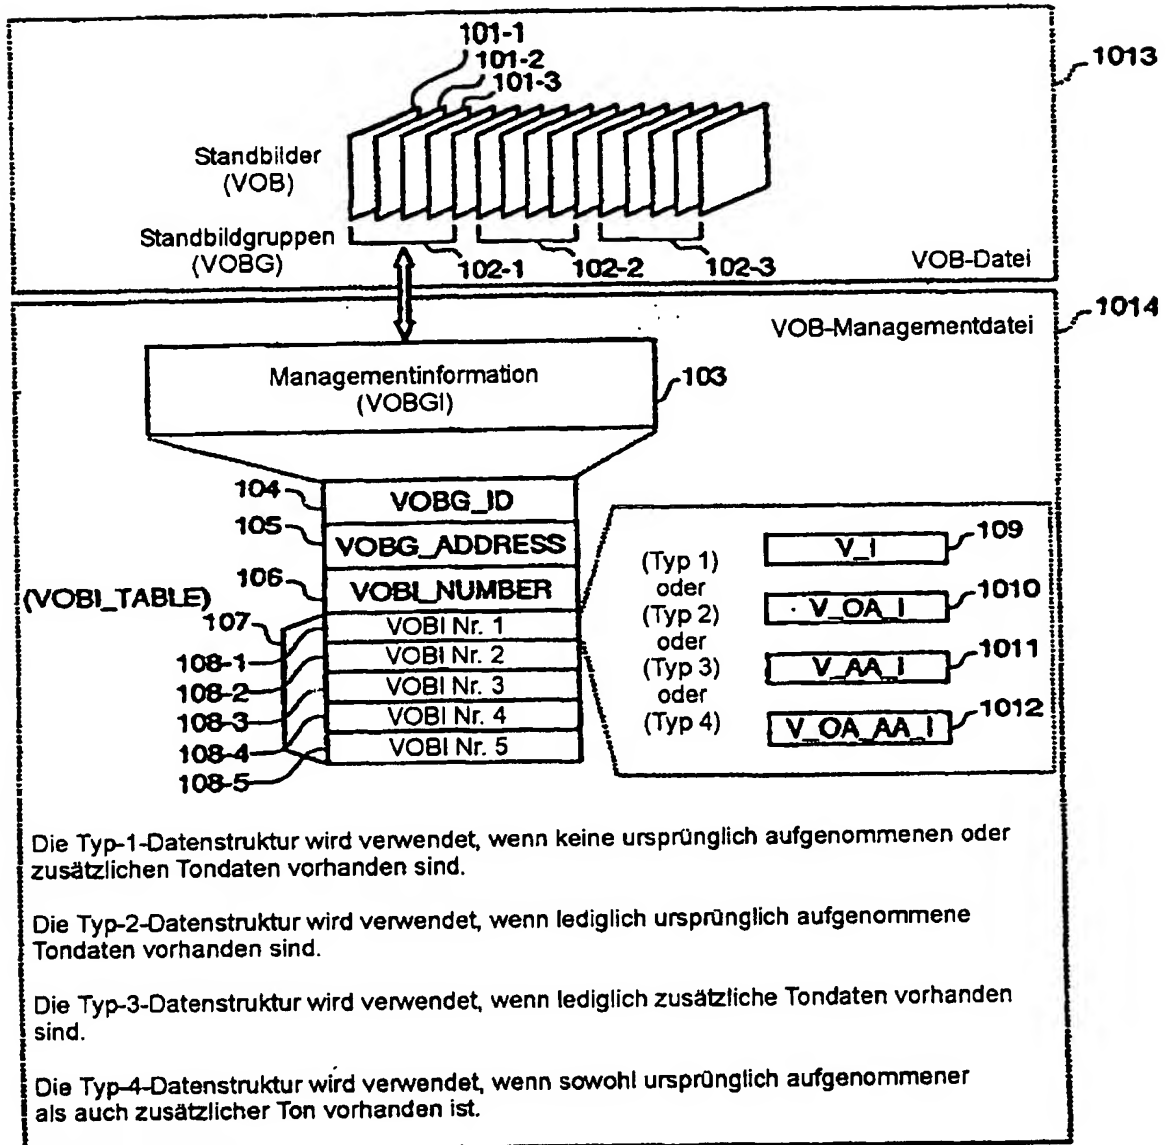 101-1
101-2
101-3
1013
Standbilder
(VOB)
Standbildgruppen
(VOBG)
102-1
102-2
102-3
VOB-Datei
1014
VOB-Managementdatei
Managementinformation
(VOBGI)
103
104
VOBG_ID
105
VOBG_ADDRESS
106
VOBI_NUMBER
(VOBI_TABLE)
107
VOBI Nr. 1
108-1
VOBI Nr. 2
108-2
VOBI Nr. 3
108-3
VOBI Nr. 4
108-4
VOBI Nr. 5
108-5
(Typ 1)
oder
(Typ 2)
oder
(Typ 3)
oder
(Typ 4)
V_I
109
V_OA_I
1010
V_AA_I
1011
V_OA_AA_I
1012
Die Typ-1-Datenstruktur wird verwendet, wenn keine ursprünglich aufgenommenen oder
zusätzlichen Tondaten vorhanden sind.
Die Typ-2-Datenstruktur wird verwendet, wenn lediglich ursprünglich aufgenommene
Tondaten vorhanden sind.
Die Typ-3-Datenstruktur wird verwendet, wenn lediglich zusätzliche Tondaten vorhanden
sind.
Die Typ-4-Datenstruktur wird verwendet, wenn sowohl ursprünglich aufgenommener
als auch zusätzlicher Ton vorhanden ist.